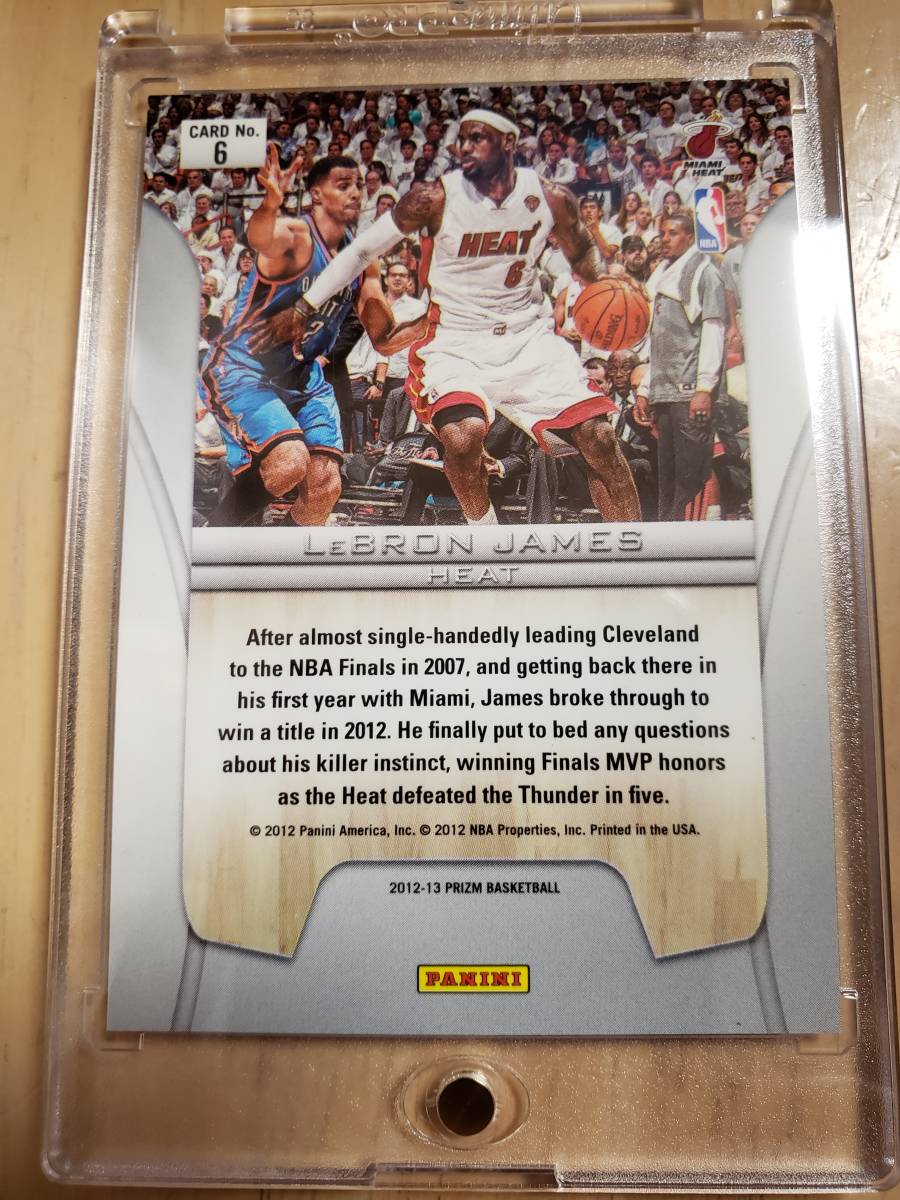 CARD No.
6
MIAMI
HEAT
NBA
HEAT
6
2
SPALDING
LeBRON JAMES
HEAT
After almost single-handedly leading Cleveland
to the NBA Finals in 2007, and getting back there in
his first year with Miami, James broke through to
win a title in 2012. He finally put to bed any questions
about his killer instinct, winning Finals MVP honors
as the Heat defeated the Thunder in five.
© 2012 Panini America, Inc. © 2012 NBA Properties, Inc. Printed in the USA.
2012-13 PRIZM BASKETBALL
PANINI